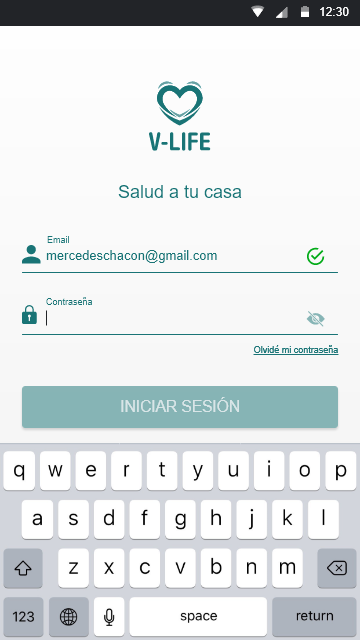 12:30
V-LIFE
Salud a tu casa
Email
mercedeschacon@gmail.com
Contraseña
Olvidé mi contraseña
INICIAR SESIÓN
q w e r t y u i o p
a s d f g h j k l
z x c v b n m
123 space return